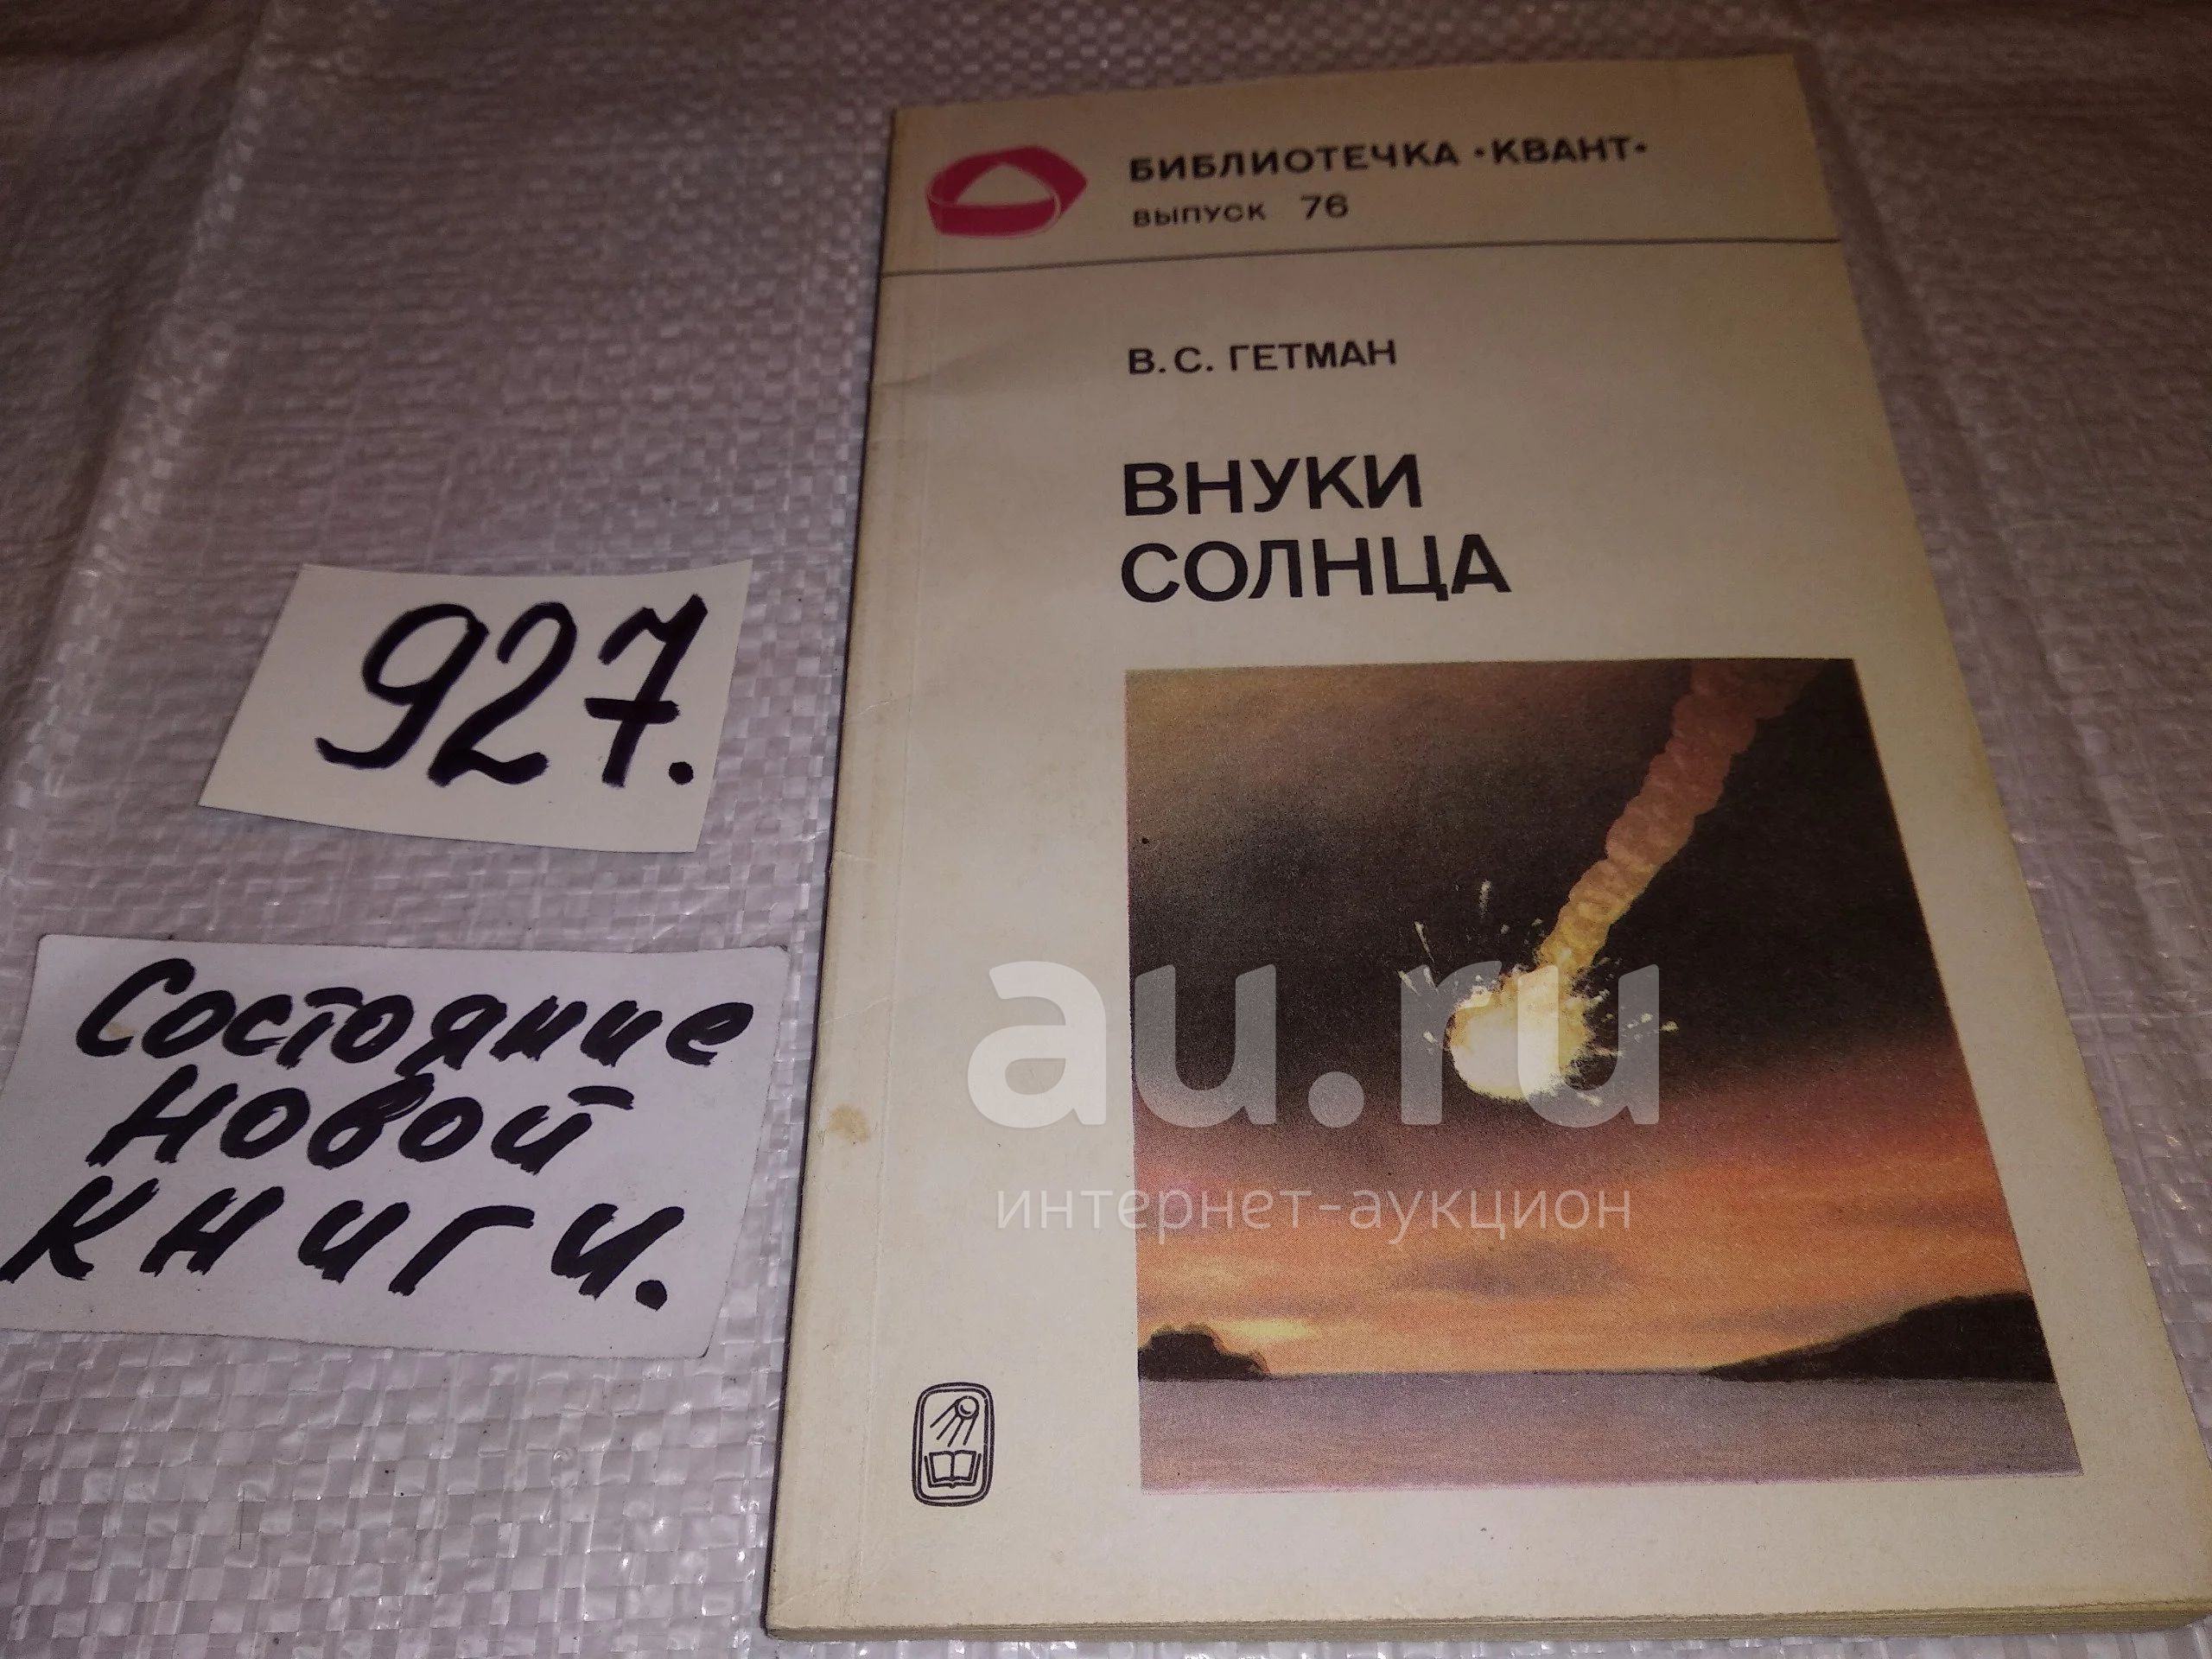 БИБЛИОТЕЧКА •КВАНТ•
ВЫПУСК 76
В. С. ГЕТМАН
ВНУКИ
СОЛНЦА
927.
Состояние
новой
книги.
au.ru
интернет-аукцион